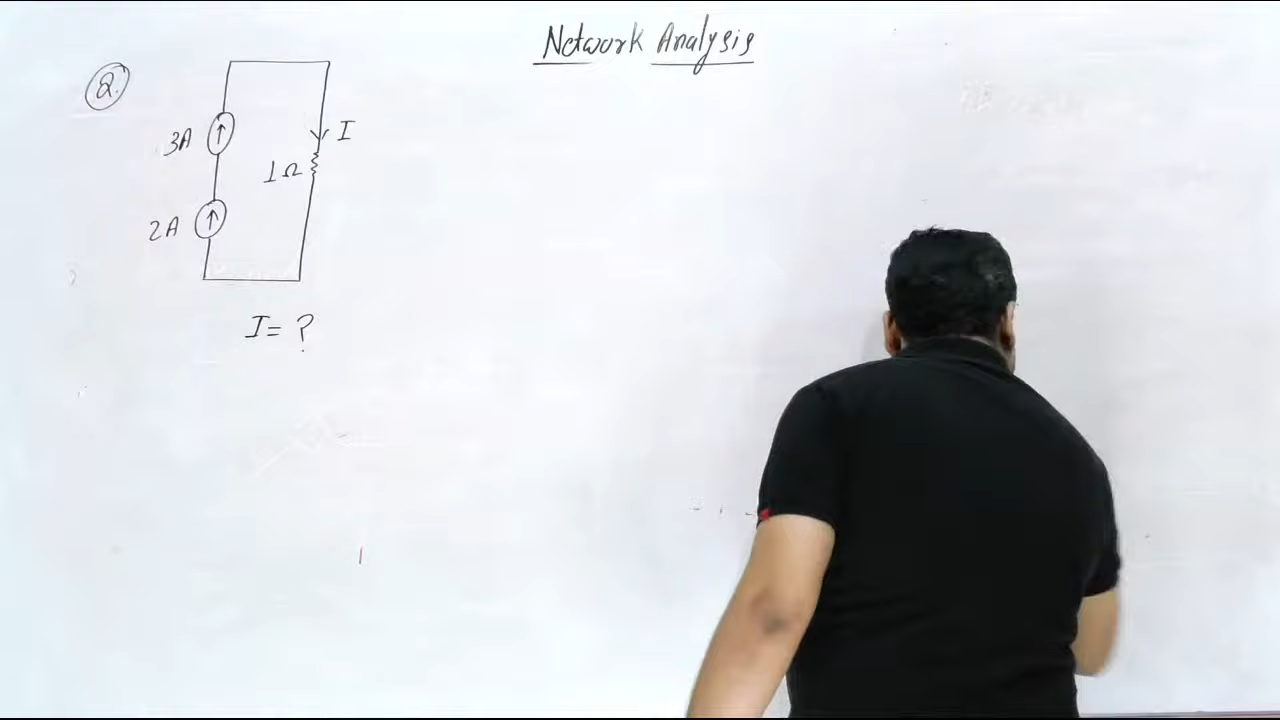 Network Analysis
Q.
3A
I
1Ω
2A
I = ?